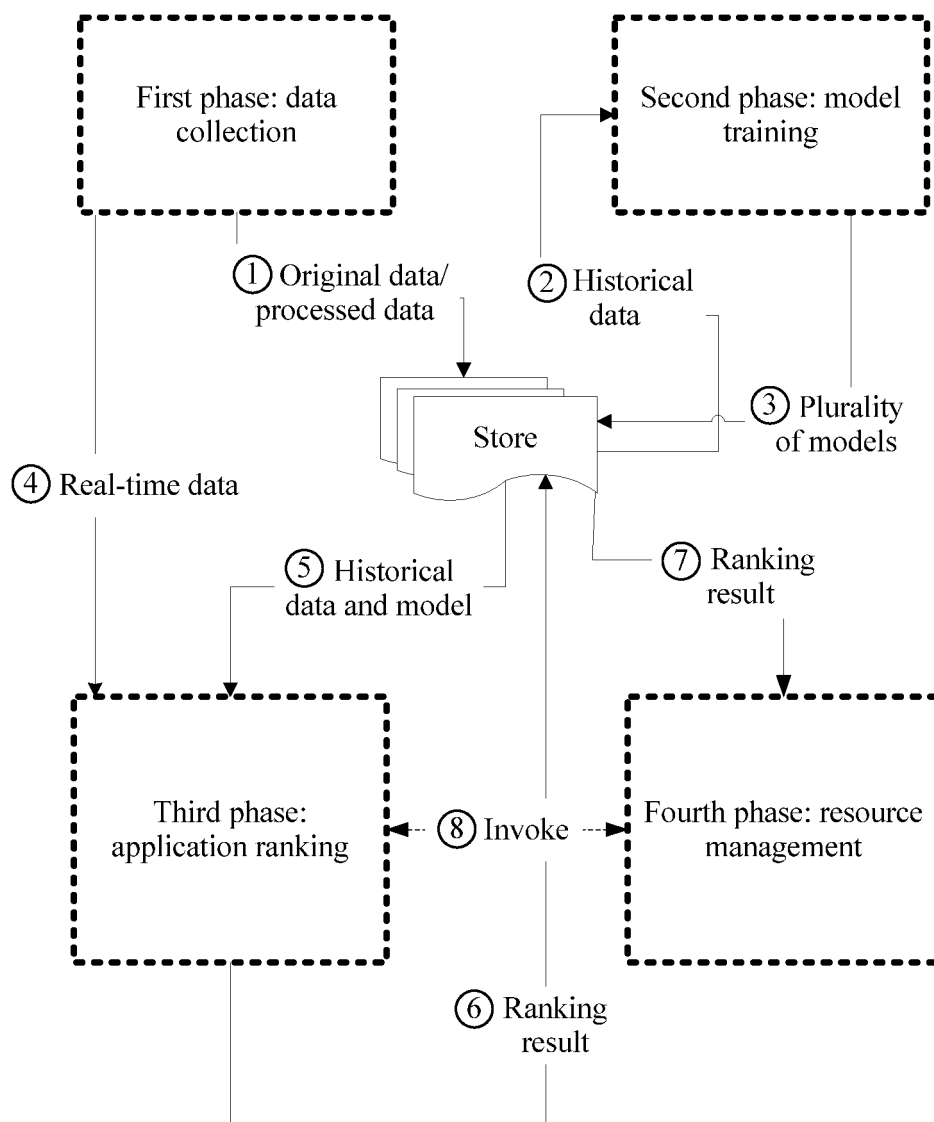 First phase: data
collection
Second phase: model
training
① Original data/
processed data
② Historical
data
③ Plurality
of models
Store
④ Real-time data
⑤ Historical
data and model
⑦ Ranking
result
Third phase:
application ranking
⑧ Invoke
Fourth phase: resource
management
⑥ Ranking
result